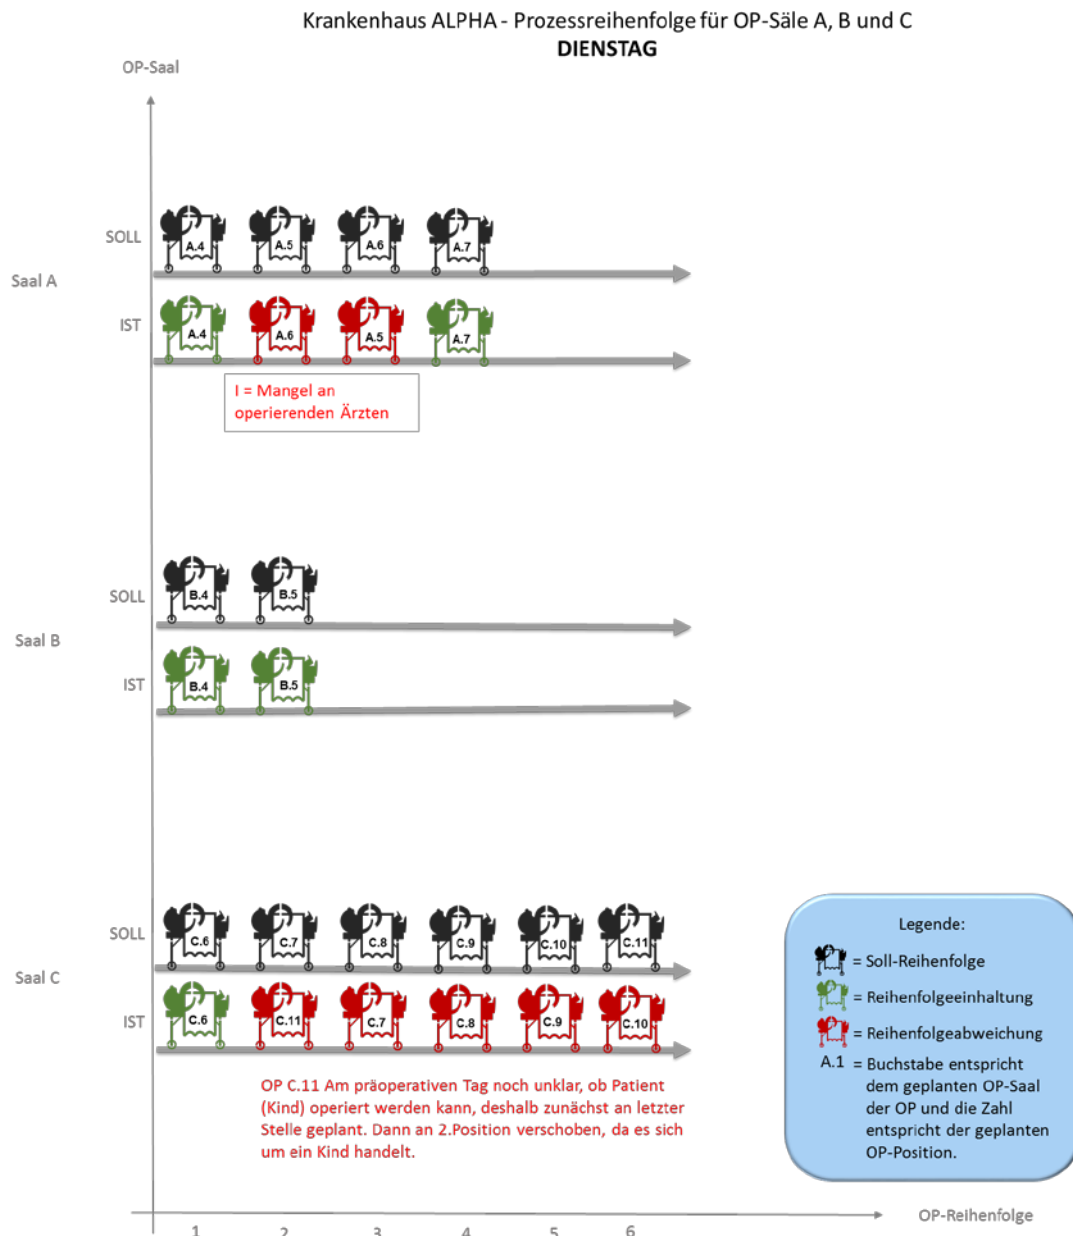 Krankenhaus ALPHA - Prozessreihenfolge für OP-Säle A, B und C
DIENSTAG
OP-Saal
SOLL
A.4 A.5 A.6 A.7
Saal A
IST
A.4 A.6 A.5 A.7
I = Mangel an
operierenden Ärzten
SOLL
B.4 B.5
Saal B
IST
B.4 B.5
SOLL
C.6 C.7 C.8 C.9 C.10 C.11
Saal C
IST
C.6 C.11 C.7 C.8 C.9 C.10
OP C.11 Am präoperativen Tag noch unklar, ob Patient
(Kind) operiert werden kann, deshalb zunächst an letzter
Stelle geplant. Dann an 2.Position verschoben, da es sich
um ein Kind handelt.
Legende:
= Soll-Reihenfolge
= Reihenfolgeeinhaltung
= Reihenfolgeabweichung
A.1 = Buchstabe entspricht
dem geplanten OP-Saal
der OP und die Zahl
entspricht der geplanten
OP-Position.
1 2 3 4 5 6
OP-Reihenfolge